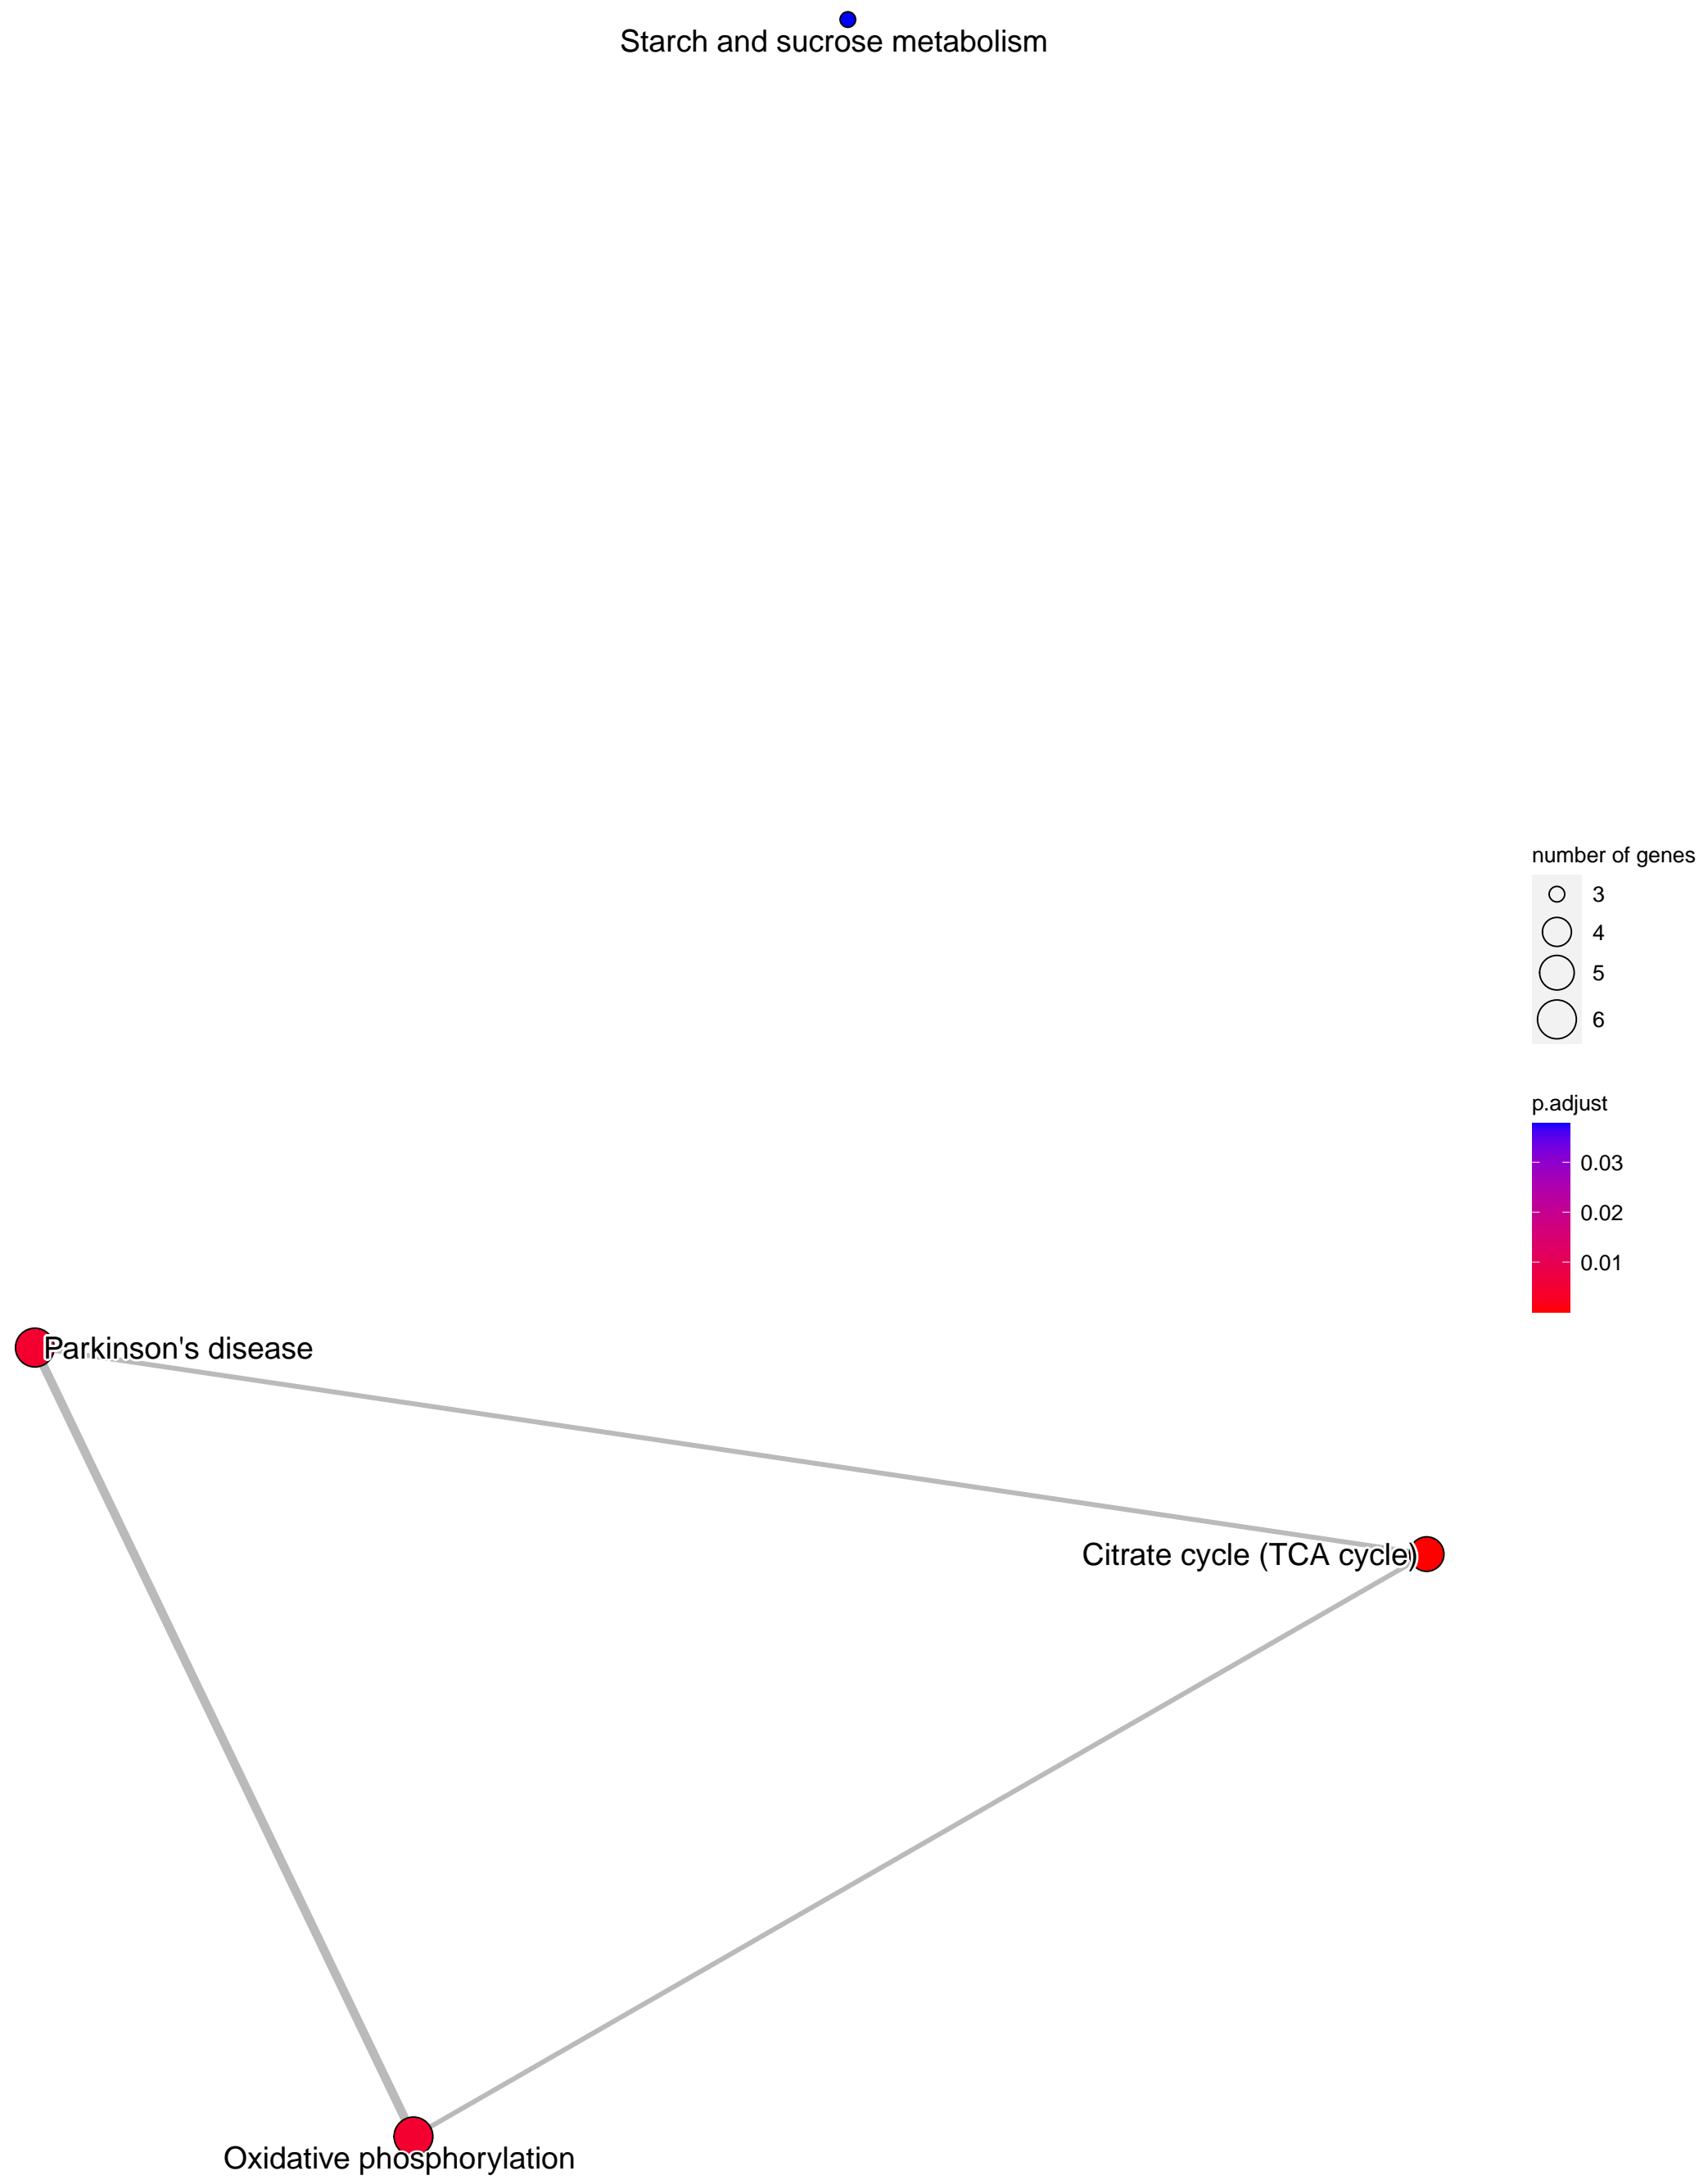 Starch and sucrose metabolism
number of genes
3
4
5
6
p.adjust
0.03
0.02
0.01
Parkinson's disease
Citrate cycle (TCA cycle)
Oxidative phosphorylation